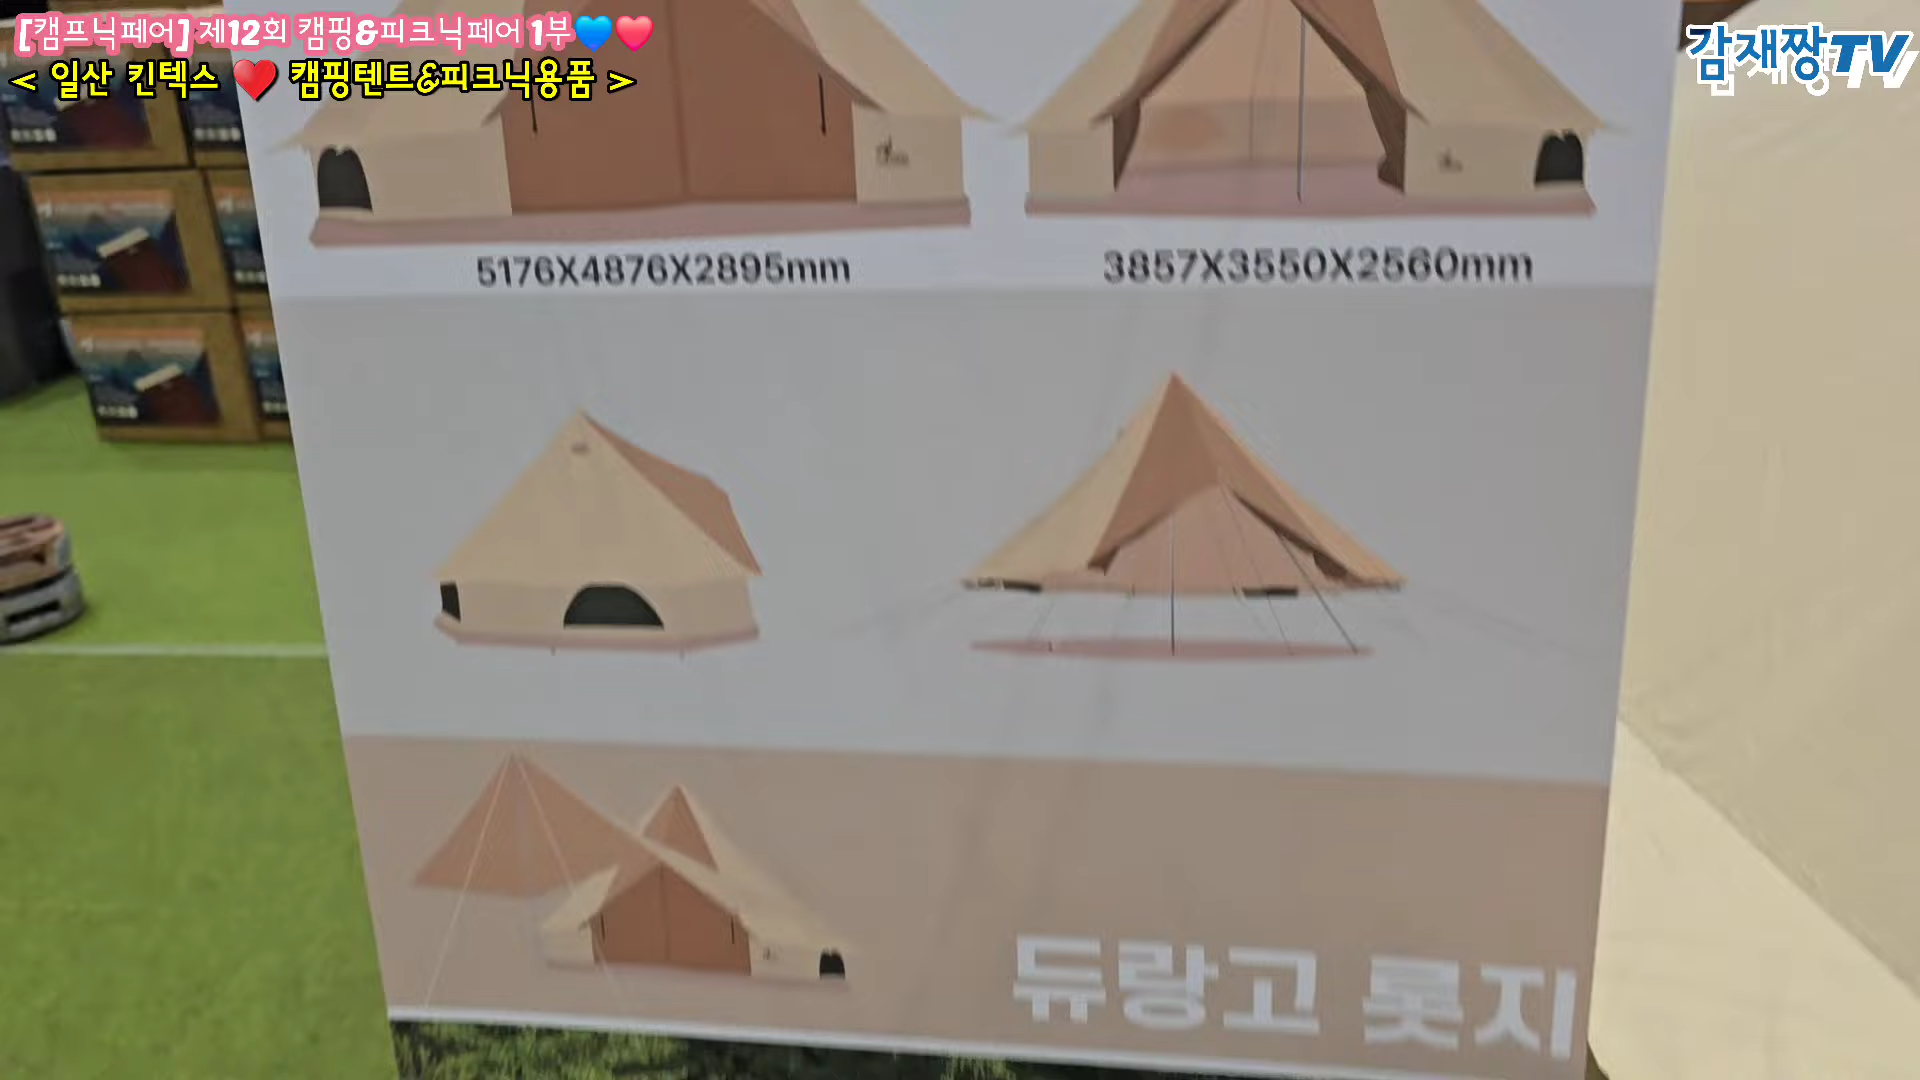 [캠프닉페어] 제12회 캠핑&피크닉페어 1부💙❤️
감재짱TV
< 일산 킨텍스 ❤️ 캠핑텐트&피크닉용품 >
5176X4876X2895mm
3857X3550X2560mm
듀랑고 롯지